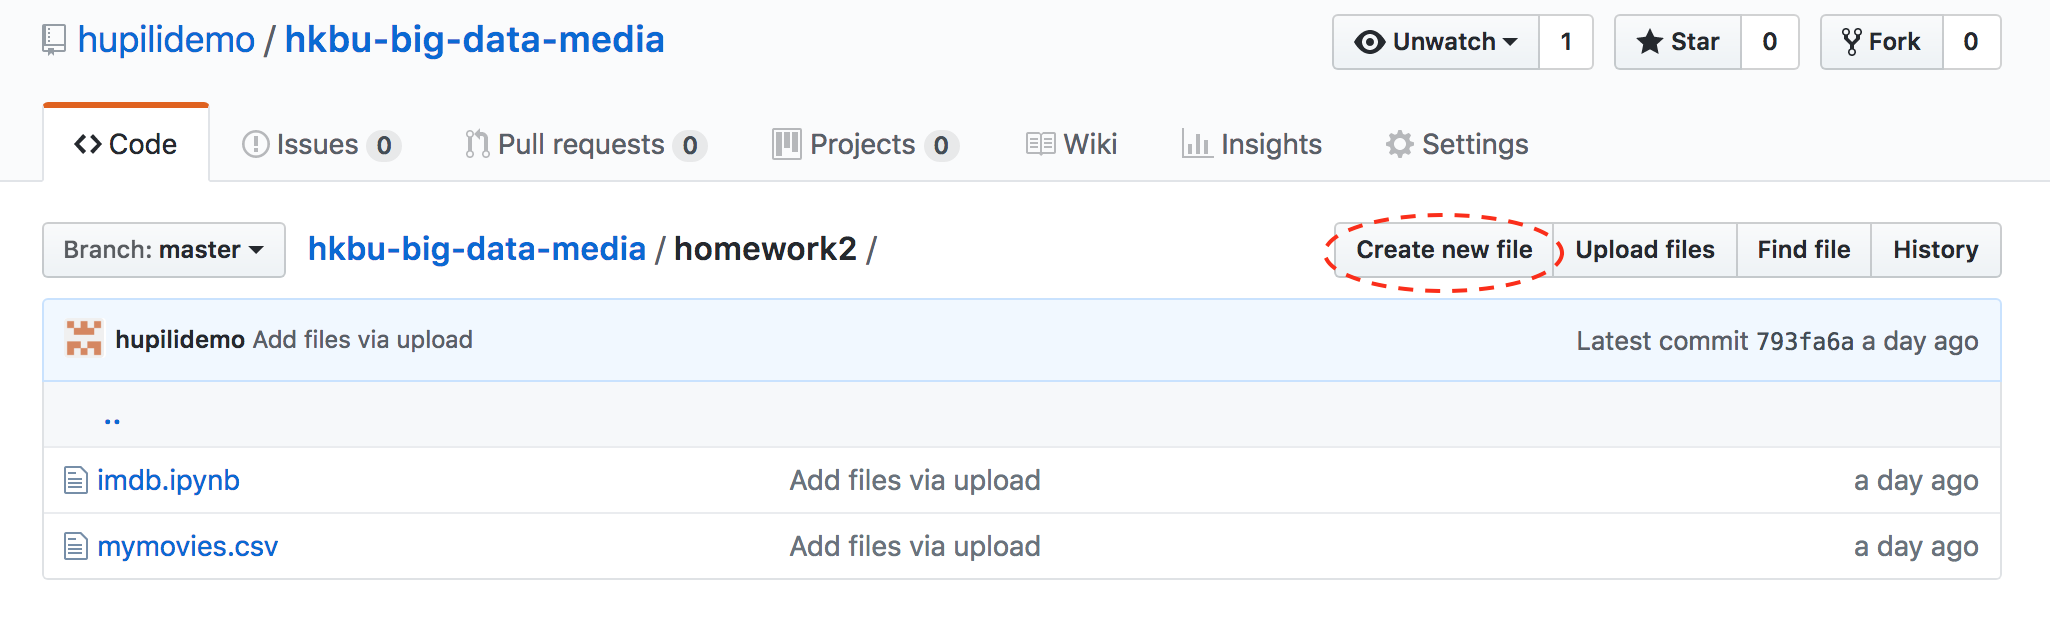 hupilidemo / hkbu-big-data-media Unwatch 1 Star 0 Fork 0
Code Issues 0 Pull requests 0 Projects 0 Wiki Insights Settings
Branch: master hkbu-big-data-media / homework2 / Create new file Upload files Find file History
hupilidemo Add files via upload Latest commit 793fa6a a day ago
..
imdb.ipynb Add files via upload a day ago
mymovies.csv Add files via upload a day ago